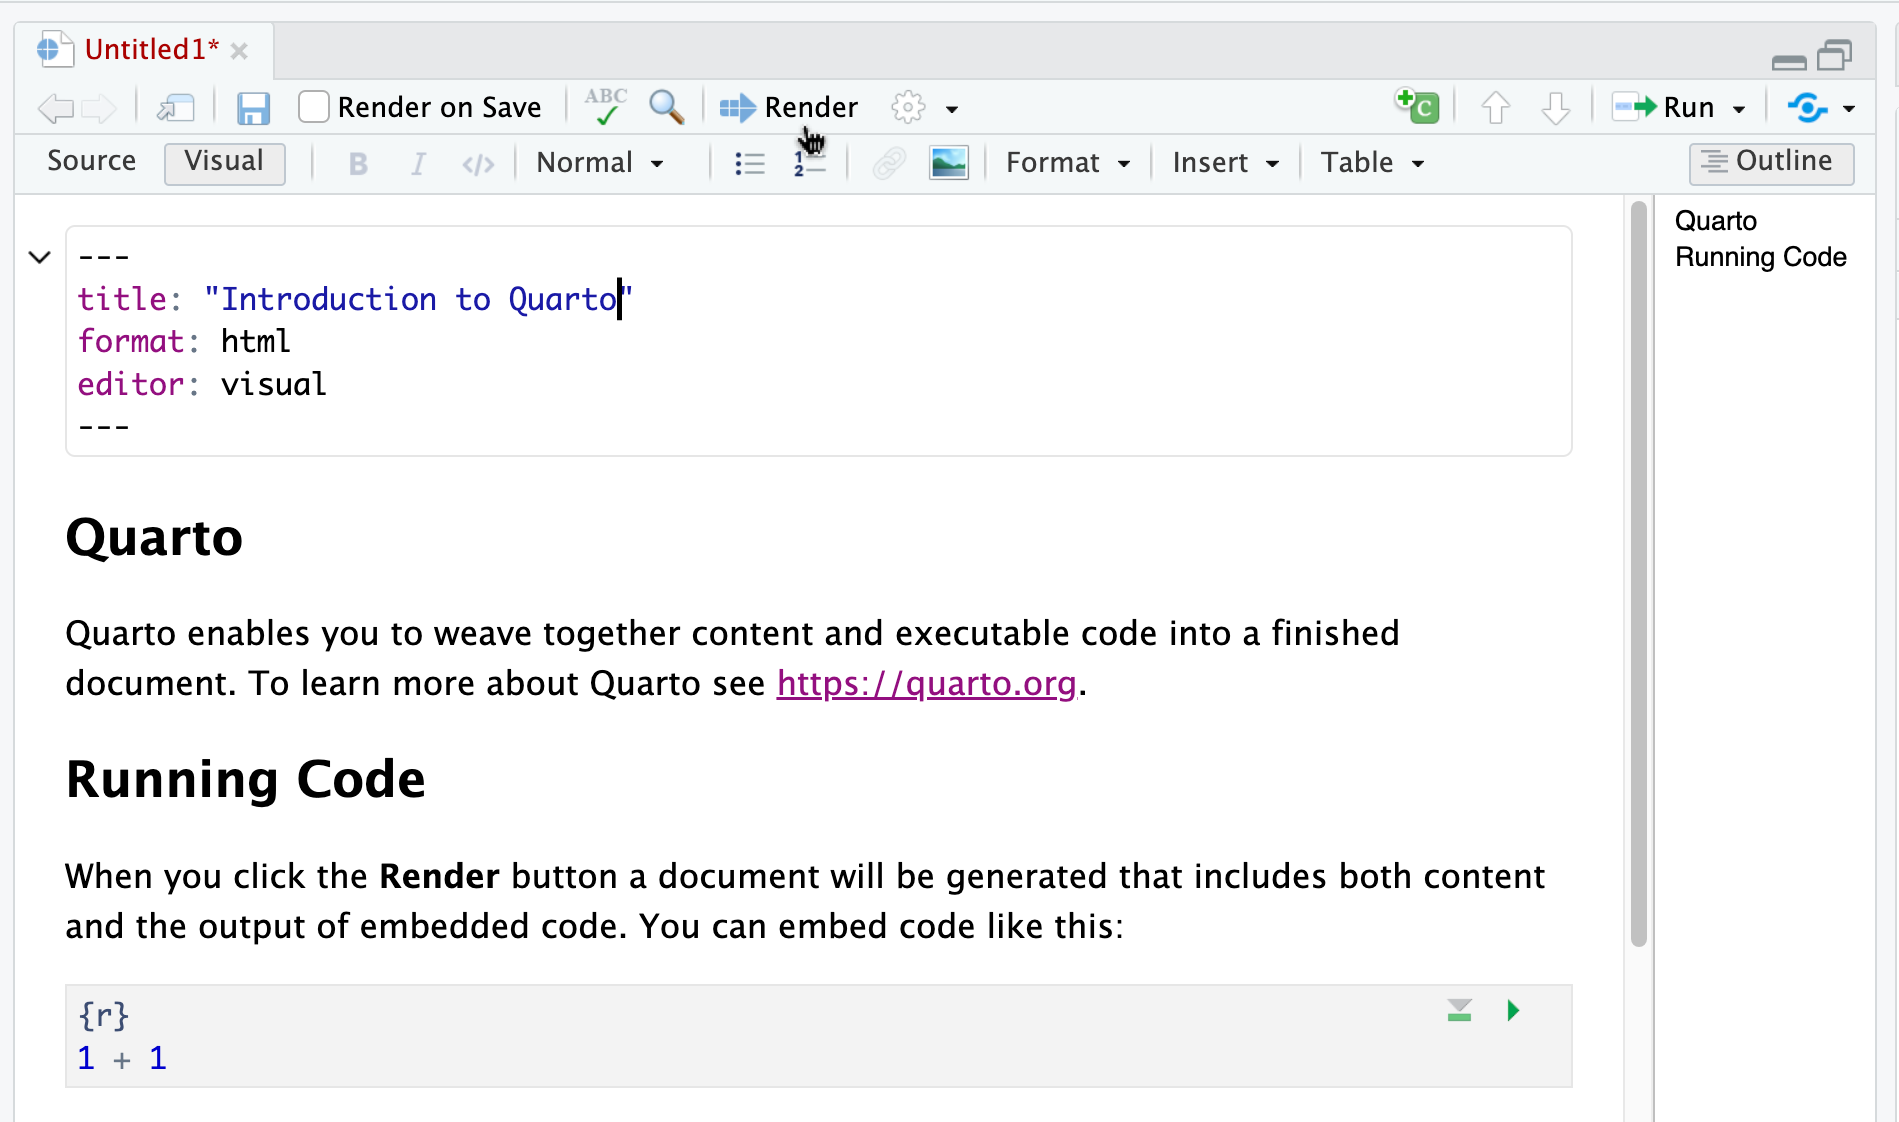 Untitled1*
Render on Save ABC Render C Run
Source Visual B I </> Normal 1 2 Format Insert Table Outline
---
title: "Introduction to Quarto"
format: html
editor: visual
---
Quarto
Quarto enables you to weave together content and executable code into a finished
document. To learn more about Quarto see https://quarto.org.
Running Code
When you click the Render button a document will be generated that includes both content
and the output of embedded code. You can embed code like this:
{r}
1 + 1
Quarto
Running Code